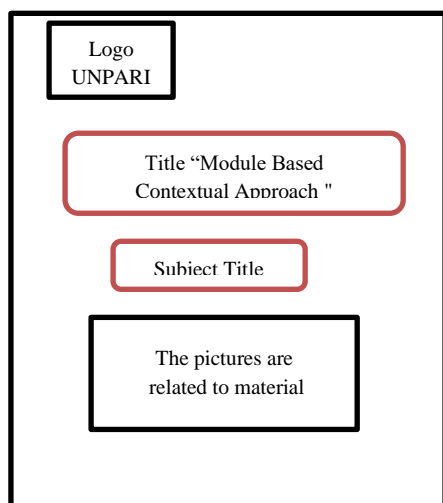 Logo
UNPARI
Title “Module Based
Contextual Approach "
Subject Title
The pictures are
related to material